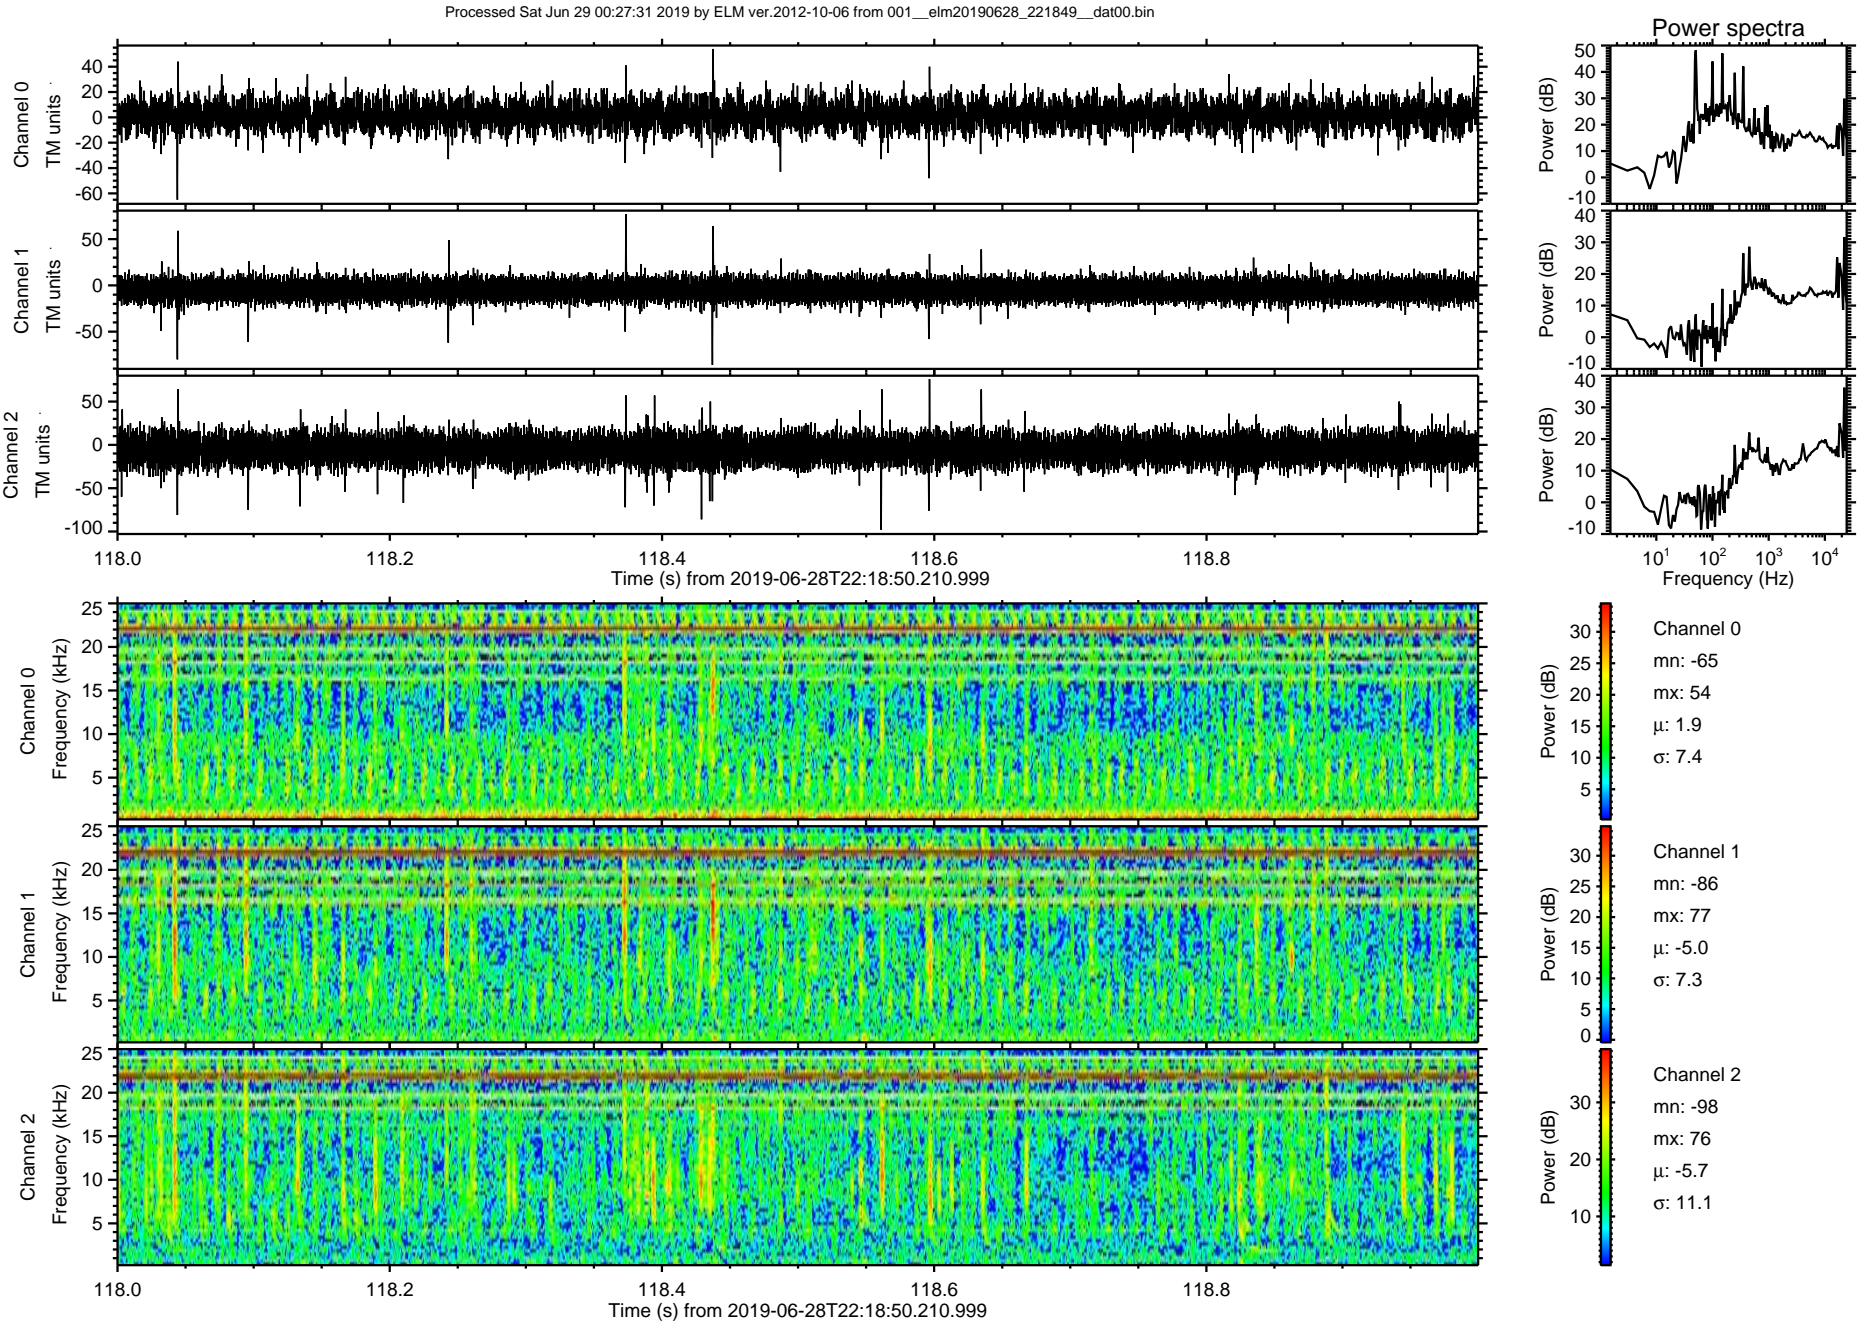 Processed Sat Jun 29 00:27:31 2019 by ELM ver.2012-10-06 from 001__elm20190628_221849__dat00.bin
Power spectra
Channel 0
TM units
40
20
0
-20
-40
-60
Power (dB)
50
40
30
20
10
0
-10
Channel 1
TM units
50
0
-50
Power (dB)
40
30
20
10
0
-10
Channel 2
TM units
50
0
-50
-100
Power (dB)
40
30
20
10
0
-10
118.0 118.2 118.4 118.6 118.8
Time (s) from 2019-06-28T22:18:50.210.999
10^1 10^2 10^3 10^4
Frequency (Hz)
Channel 0
Frequency (kHz)
25
20
15
10
5
Power (dB)
30
25
20
15
10
5
Channel 0
mn: -65
mx: 54
μ: 1.9
σ: 7.4
Channel 1
Frequency (kHz)
25
20
15
10
5
Power (dB)
30
25
20
15
10
5
0
Channel 1
mn: -86
mx: 77
μ: -5.0
σ: 7.3
Channel 2
Frequency (kHz)
25
20
15
10
5
Power (dB)
30
20
10
Channel 2
mn: -98
mx: 76
μ: -5.7
σ: 11.1
118.0 118.2 118.4 118.6 118.8
Time (s) from 2019-06-28T22:18:50.210.999